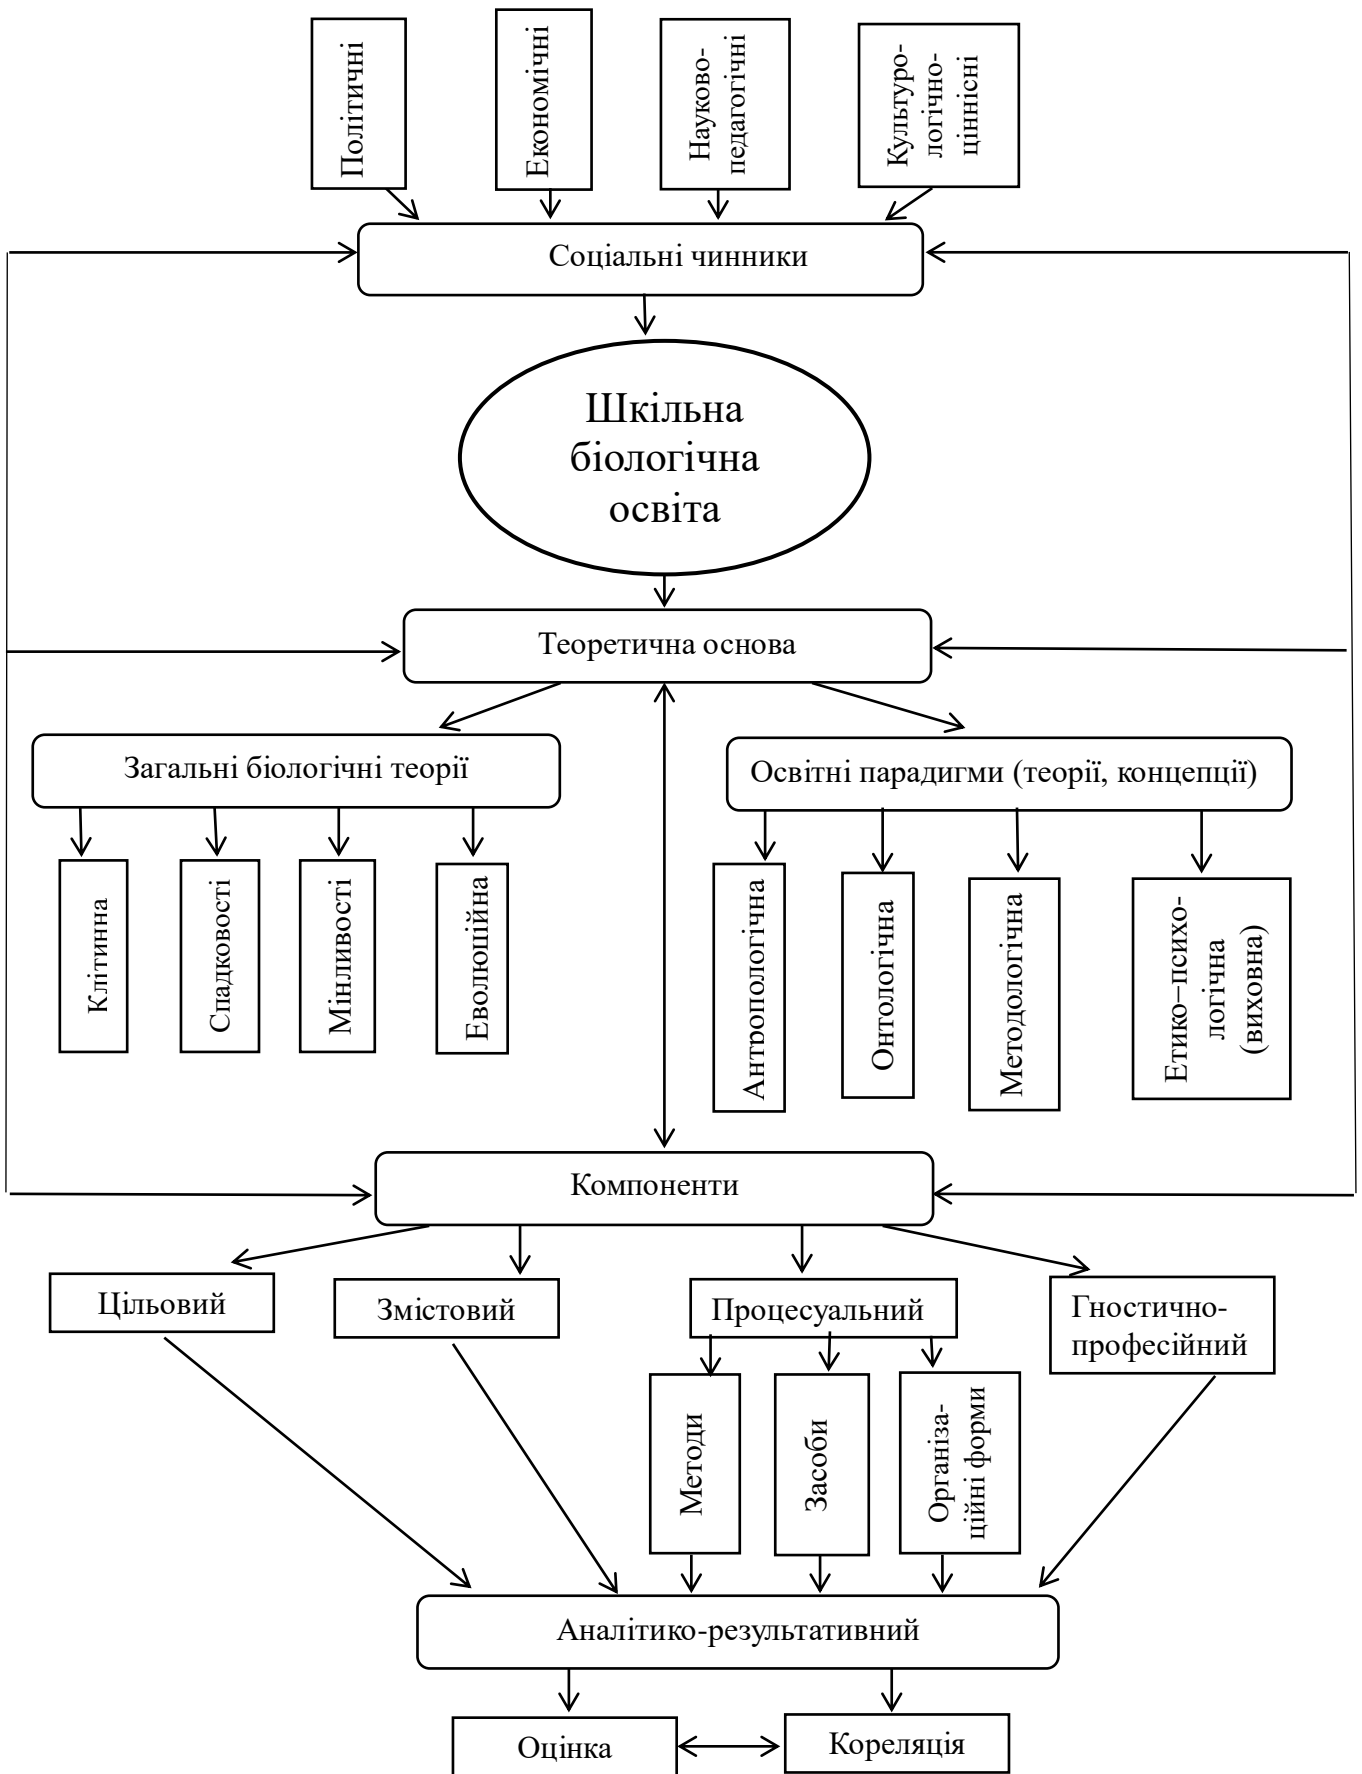 Політичні
Економічні
Науково-
педагогічні
Культуро-
логічно-
ціннісні
Соціальні чинники
Шкільна
біологічна
освіта
Теоретична основа
Загальні біологічні теорії
Освітні парадигми (теорії, концепції)
Клітинна
Спадковості
Мінливості
Еволюційна
Антропологічна
Онтологічна
Методологічна
Етико–психо-
логічна
(виховна)
Компоненти
Цільовий
Змістовий
Процесуальний
Гностично-
професійний
Методи
Засоби
Організа-
ційні форми
Аналітико-результативний
Оцінка
Кореляція